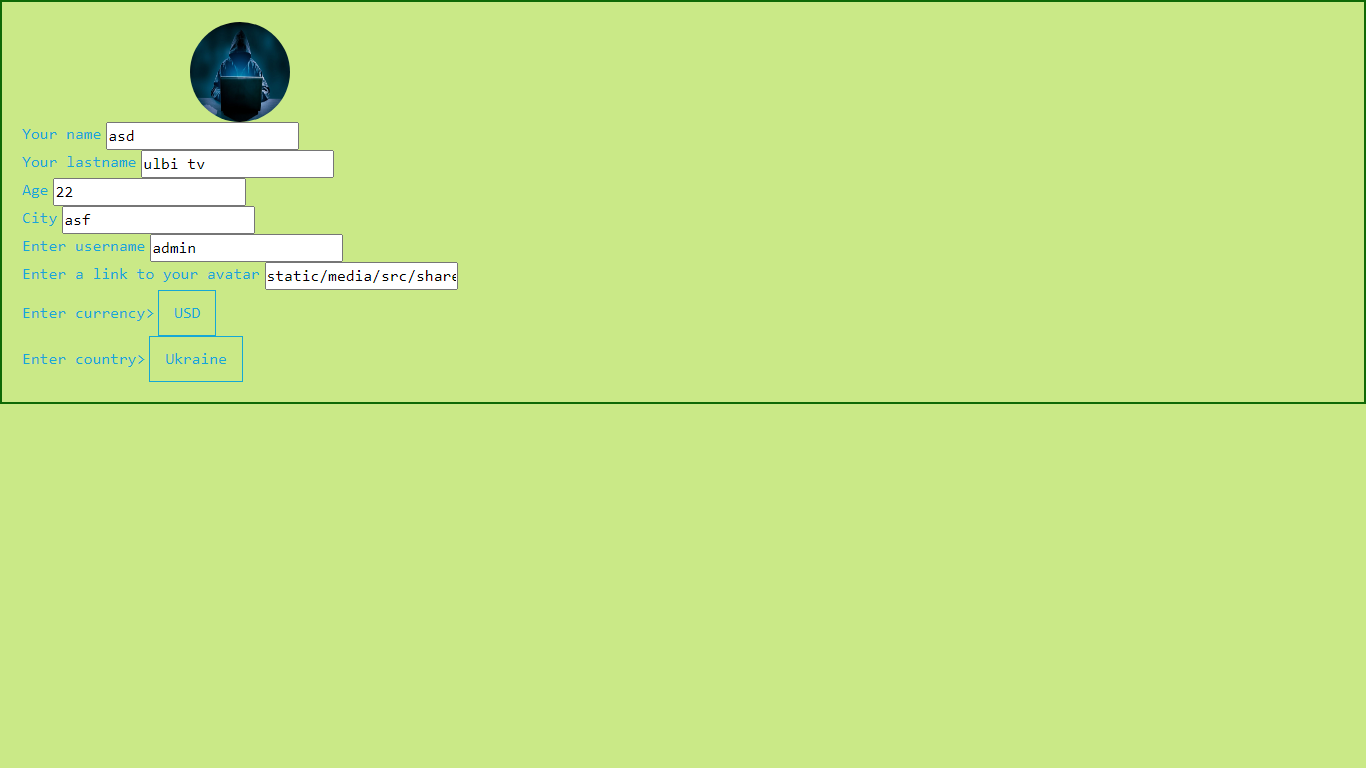 Your name asd
Your lastname ulbi tv
Age 22
City asf
Enter username admin
Enter a link to your avatar static/media/src/share
Enter currency> USD
Enter country> Ukraine